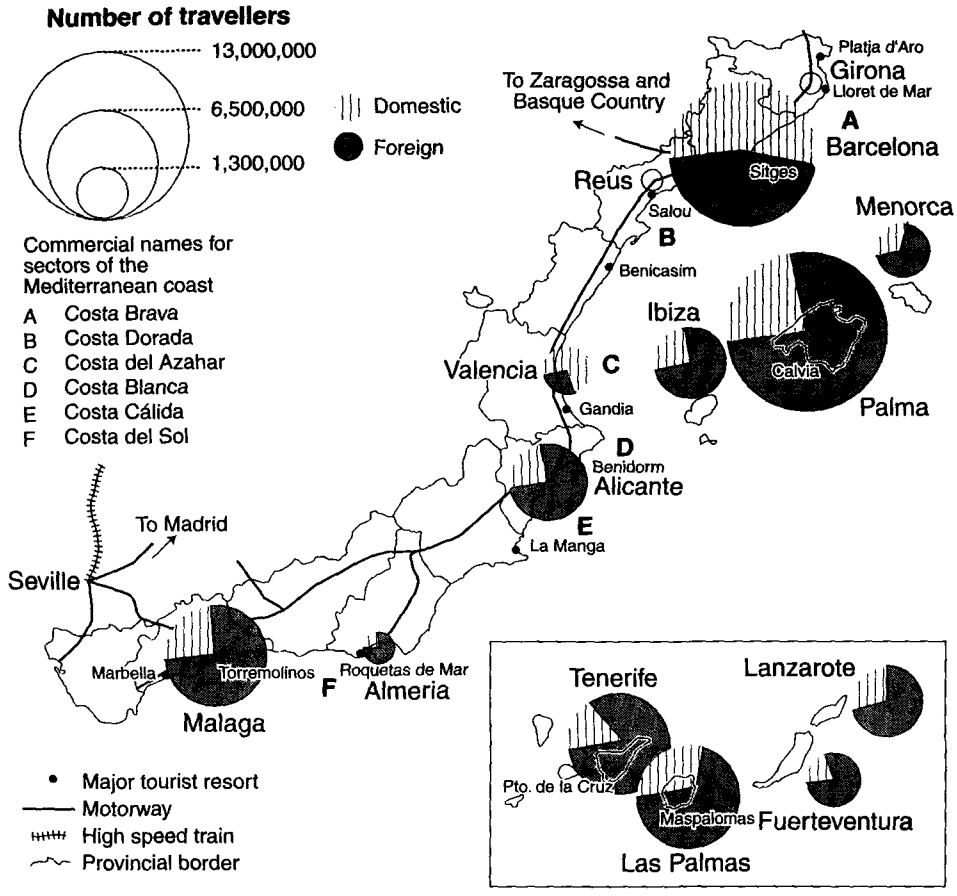 Number of travellers
13,000,000
6,500,000
1,300,000
Domestic
Foreign
Commercial names for
sectors of the
Mediterranean coast
A Costa Brava
B Costa Dorada
C Costa del Azahar
D Costa Blanca
E Costa Cálida
F Costa del Sol
To Zaragossa and
Basque Country
Platja d'Aro
Girona
Lloret de Mar
A
Barcelona
Sitges
Reus
Salou
B
Menorca
Benicasim
Ibiza
Valencia
C
Calvia
Palma
Gandia
D
Benidorm
Alicante
E
La Manga
To Madrid
Seville
Marbella
Torremolínos
Malaga
F
Roquetas de Mar
Almeria
Tenerife
Lanzarote
Pto. de la Cruz
Maspalomas
Fuerteventura
Las Palmas
Major tourist resort
Motorway
High speed train
Provincial border